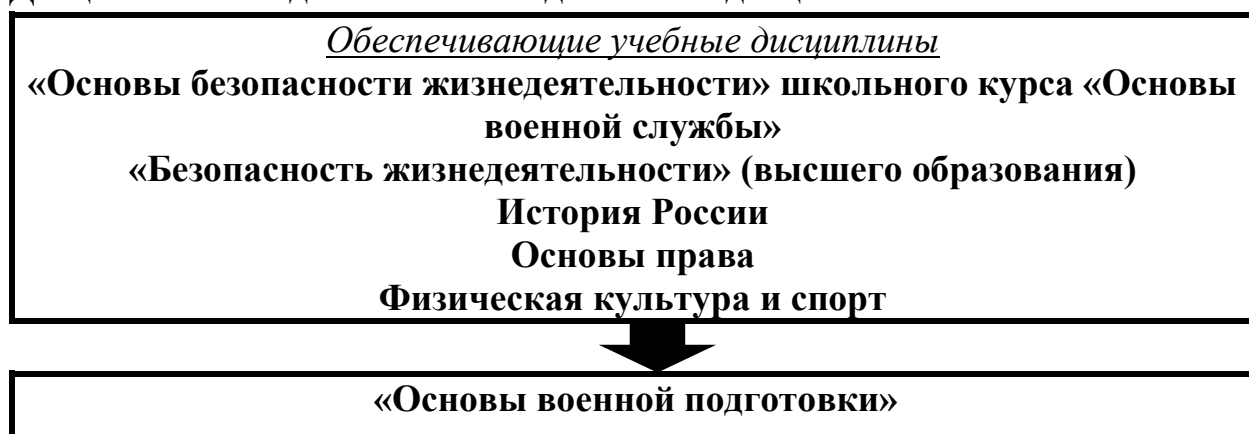 Обеспечивающие учебные дисциплины
«Основы безопасности жизнедеятельности» школьного курса «Основы
военной службы»
«Безопасность жизнедеятельности» (высшего образования)
История России
Основы права
Физическая культура и спорт
«Основы военной подготовки»